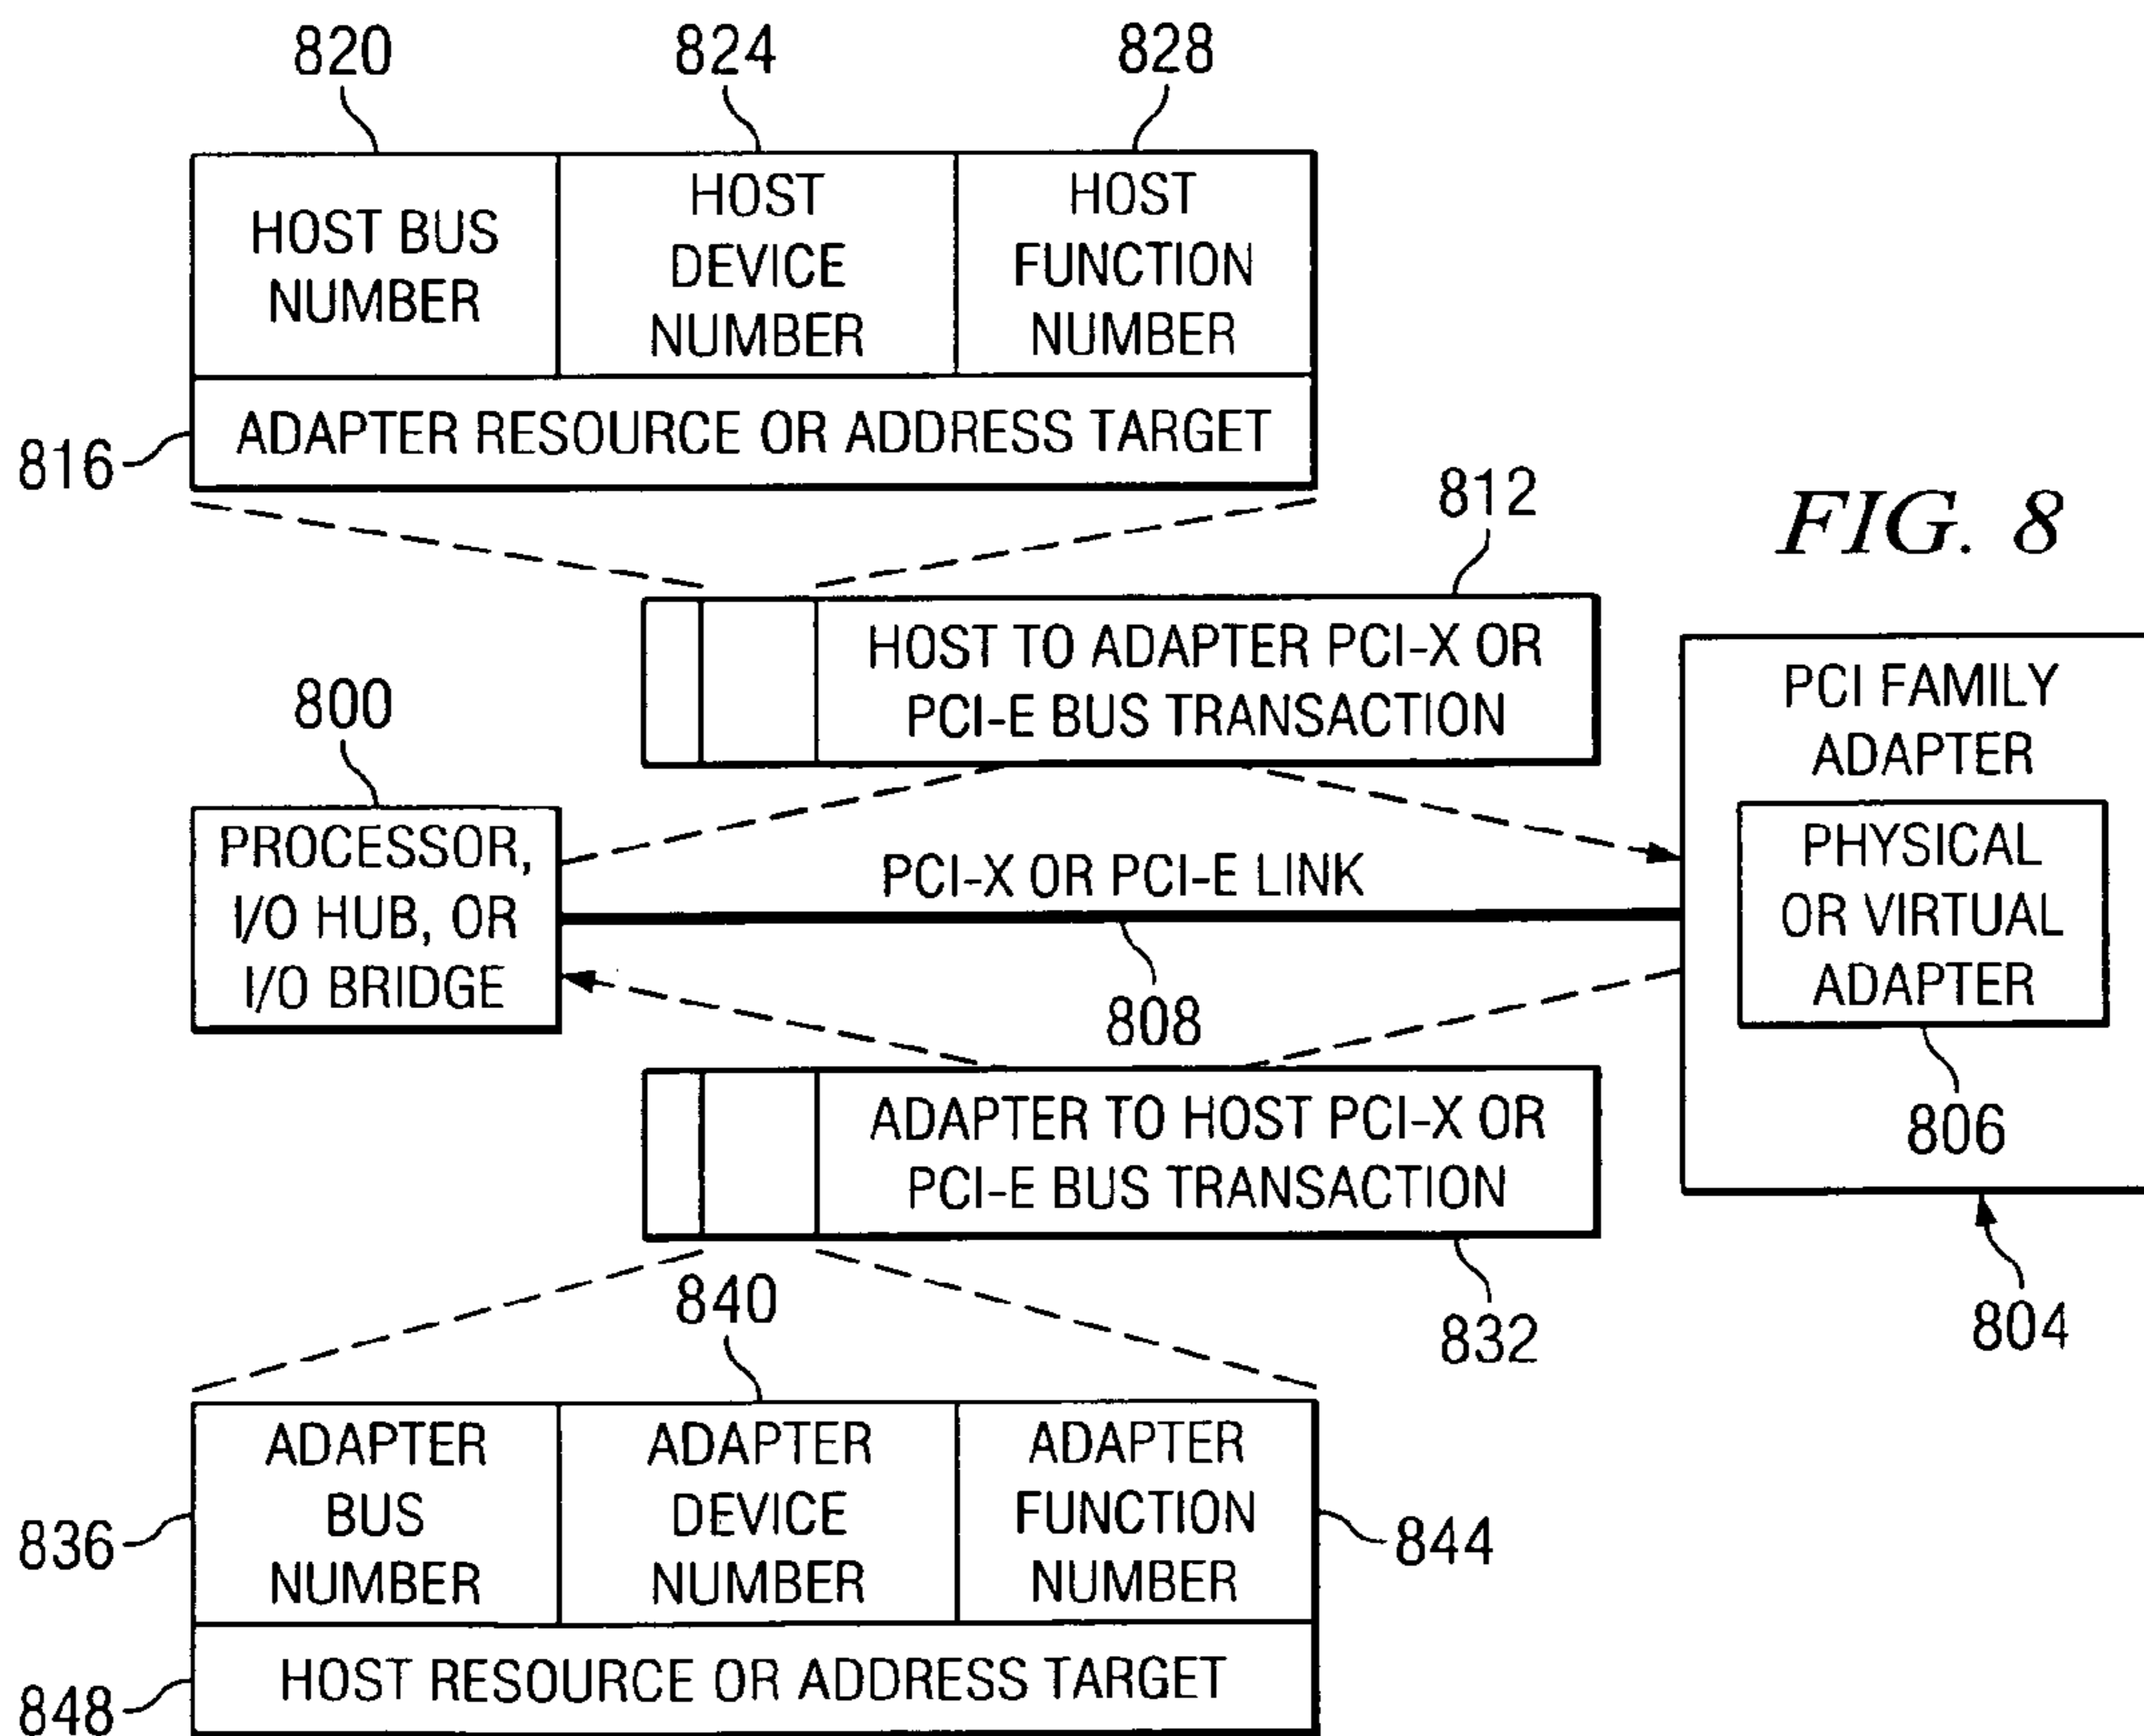 820
824
828
HOST BUS
NUMBER
HOST
DEVICE
NUMBER
HOST
FUNCTION
NUMBER
816
ADAPTER RESOURCE OR ADDRESS TARGET
812
FIG. 8
HOST TO ADAPTER PCI-X OR
PCI-E BUS TRANSACTION
800
PROCESSOR,
I/O HUB, OR
I/O BRIDGE
PCI-X OR PCI-E LINK
808
PCI FAMILY
ADAPTER
PHYSICAL
OR VIRTUAL
ADAPTER
806
804
ADAPTER TO HOST PCI-X OR
PCI-E BUS TRANSACTION
832
840
836
ADAPTER
BUS
NUMBER
ADAPTER
DEVICE
NUMBER
ADAPTER
FUNCTION
NUMBER
844
848
HOST RESOURCE OR ADDRESS TARGET